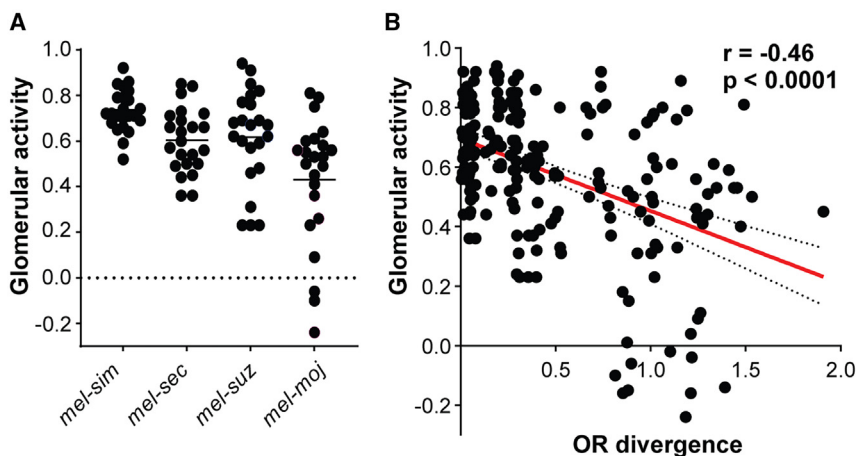 A
Glomerular activity
1.0
0.8
0.6
0.4
0.2
0.0
-0.2
mel-sim
mel-sec
mel-suz
mel-moj
B
Glomerular activity
1.0
0.8
0.6
0.4
0.2
0.0
-0.2
r = -0.46
p < 0.0001
0.5
1.0
1.5
2.0
OR divergence